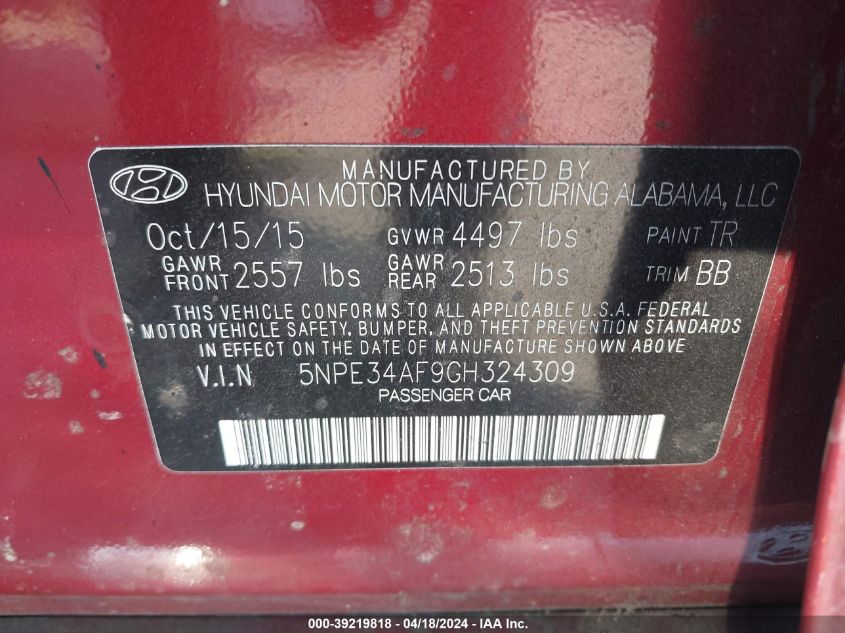 MANUFACTURED BY
HYUNDAI MOTOR MANUFACTURING ALABAMA, LLC
Oct/15/15 GVWR 4497 lbs PAINT TR
GAWR FRONT 2557 lbs GAWR REAR 2513 lbs TRIM BB
THIS VEHICLE CONFORMS TO ALL APPLICABLE U.S.A. FEDERAL
MOTOR VEHICLE SAFETY, BUMPER, AND THEFT PREVENTION STANDARDS
IN EFFECT ON THE DATE OF MANUFACTURE SHOWN ABOVE
V.I.N 5NPE34AF9GH324309
PASSENGER CAR
000-39219818 - 04/18/2024 - IAA Inc.